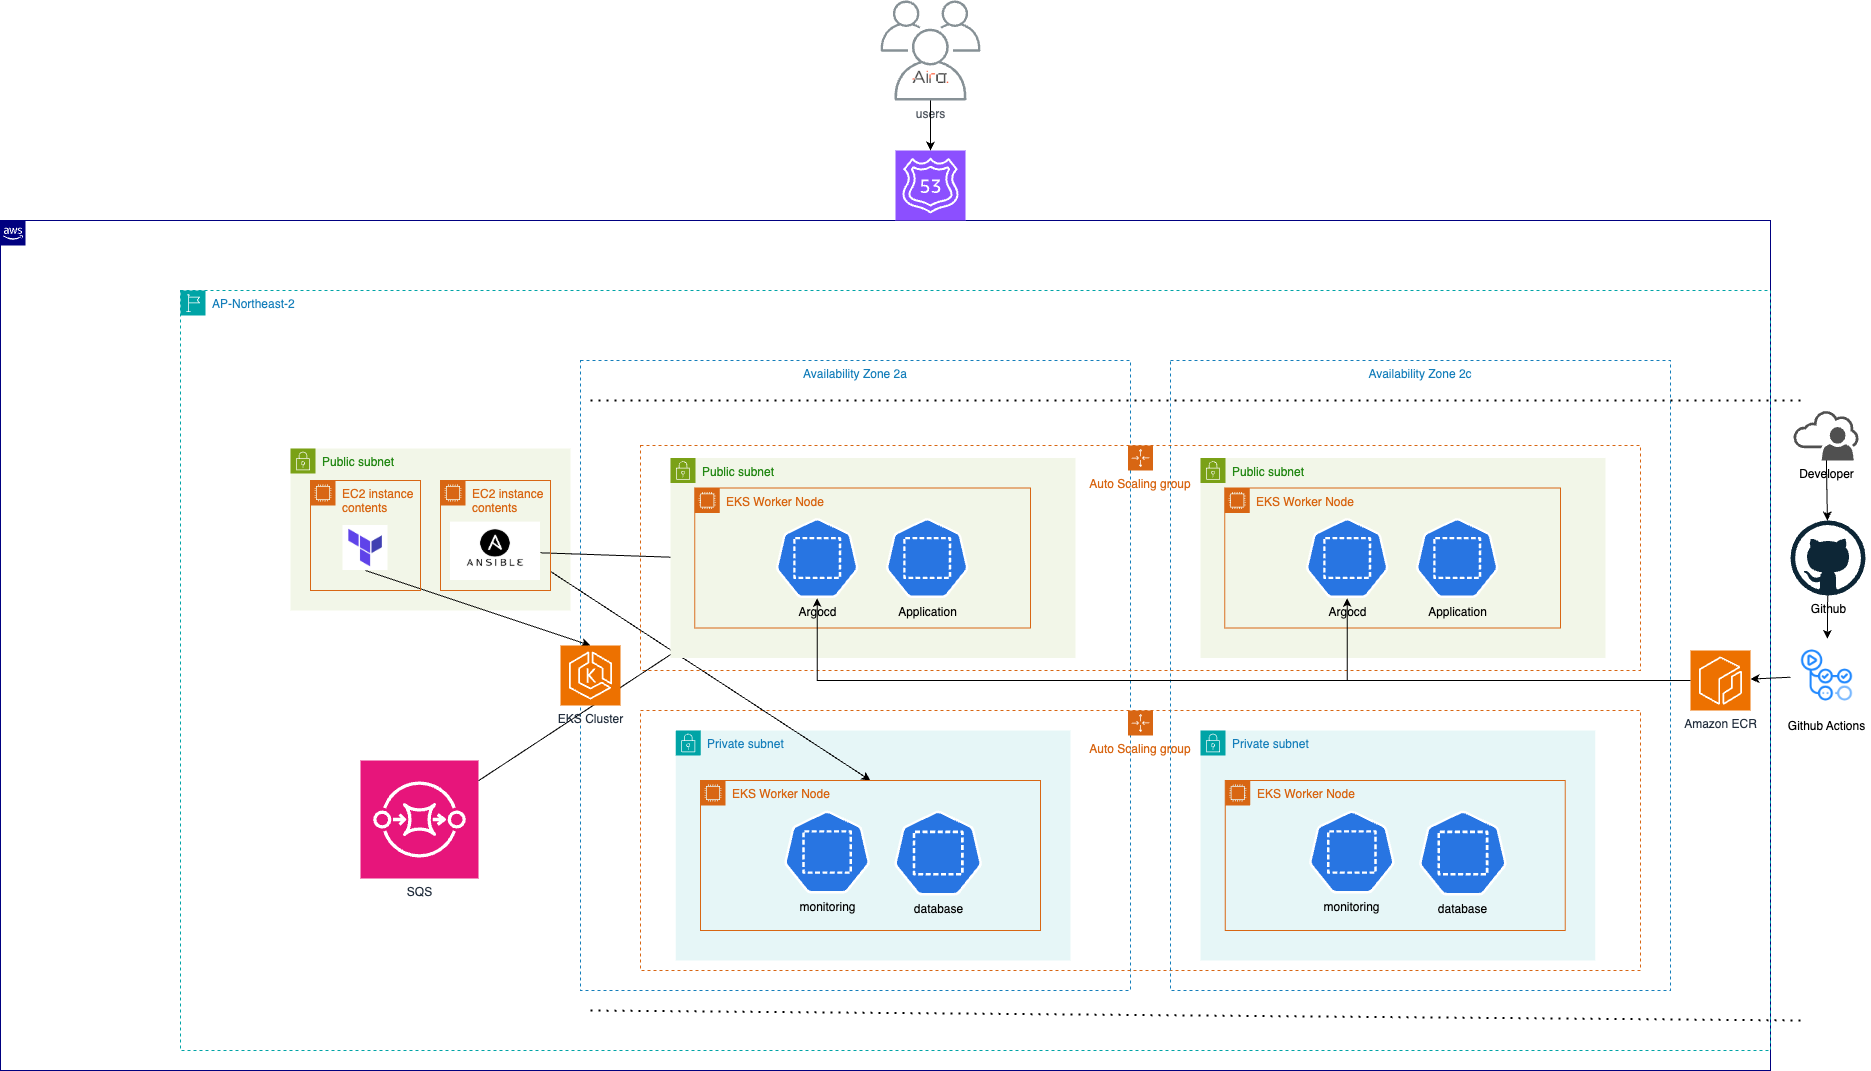 Aira
users
53
aws
AP-Northeast-2
Availability Zone 2a
Availability Zone 2c
Public subnet
EC2 instance
contents
EC2 instance
contents
ANSIBLE
Public subnet
EKS Worker Node
Argocd
Application
Auto Scaling group
Public subnet
EKS Worker Node
Argocd
Application
Developer
Github
Github Actions
Amazon ECR
K
EKS Cluster
SQS
Private subnet
EKS Worker Node
monitoring
database
Auto Scaling group
Private subnet
EKS Worker Node
monitoring
database